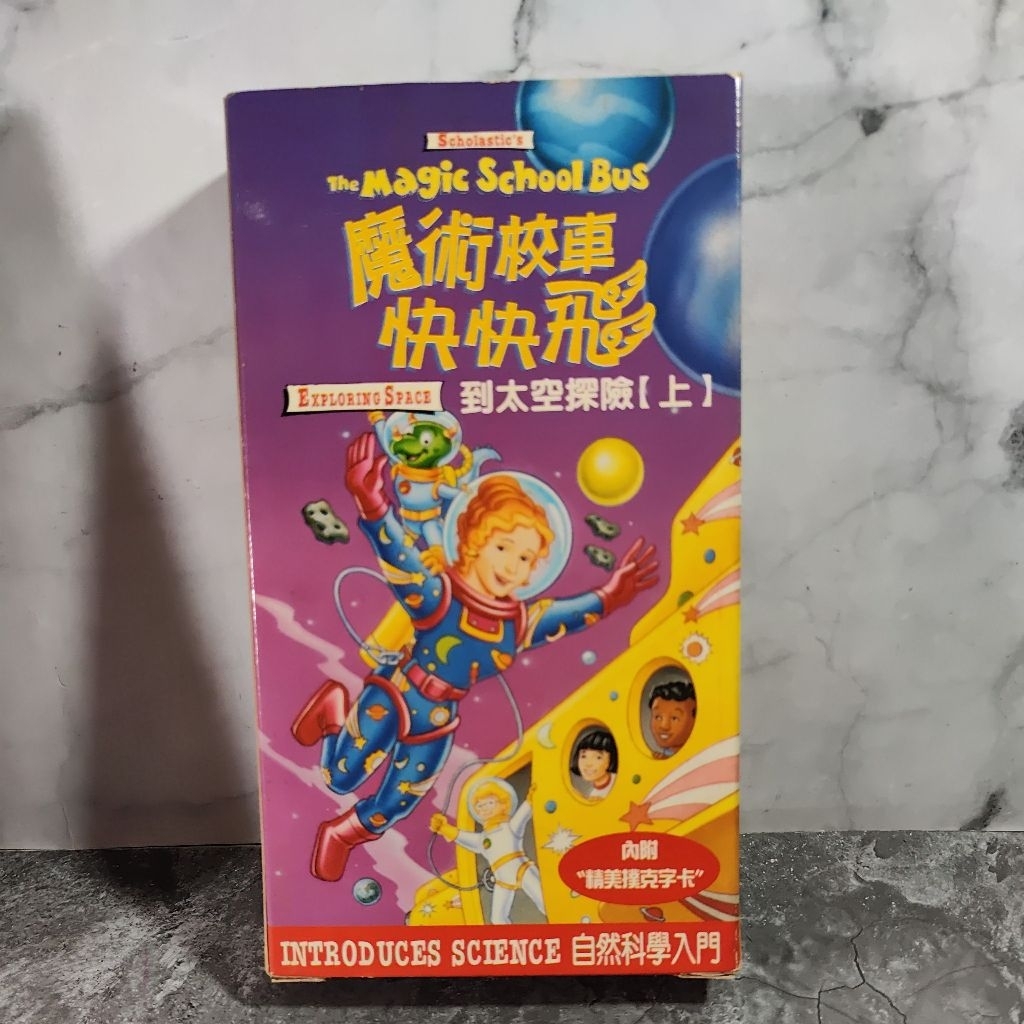 Scholastic's
The Magic School Bus
魔術校車
快快飛
EXPLORING SPACE 到太空探險【上】
內附
"精美撲克字卡"
INTRODUCES SCIENCE 自然科學入門